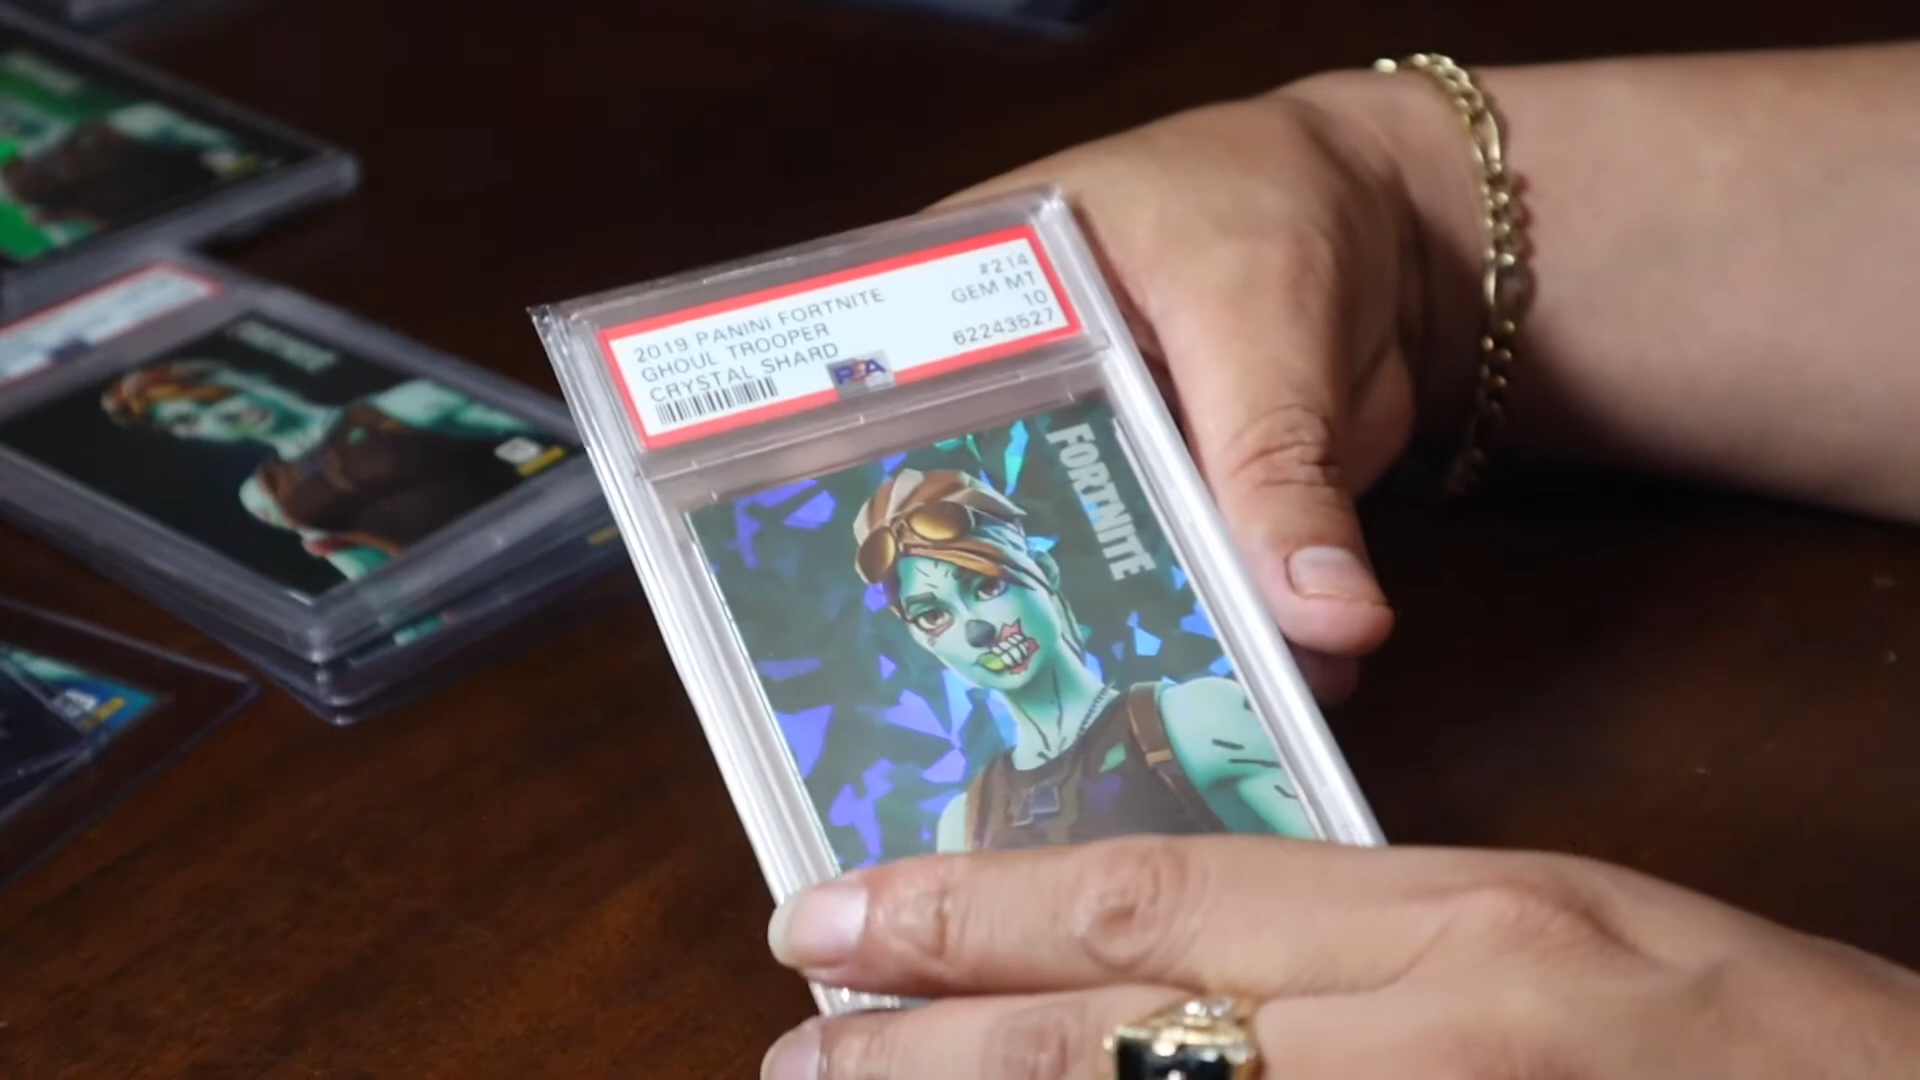 2019 PANINI FORTNITE #214
GHOUL TROOPER GEM MT
CRYSTAL SHARD 10
62243527
PSA
FORTNITE